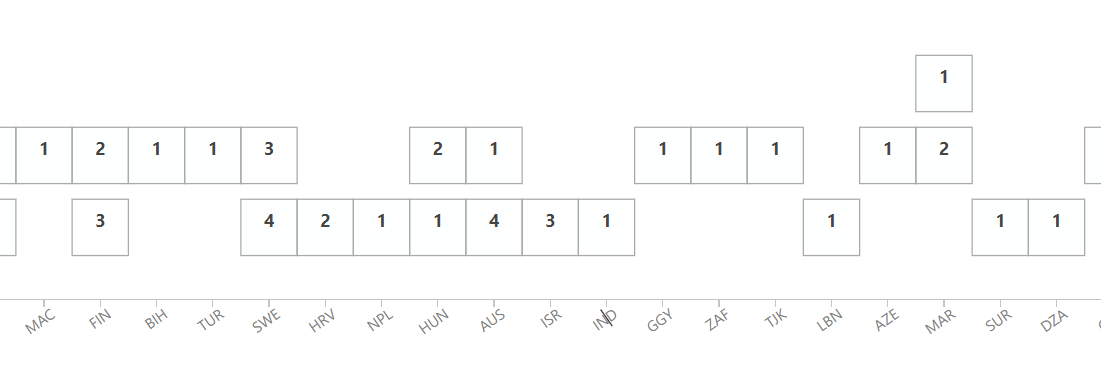 1
1 2 1 1 3 2 1 1 1 1 1 2
3 4 2 1 1 4 3 1 1 1 1
MAC FIN BIH TUR SWE HRV NPL HUN AUS ISR IND GGY ZAF TJK LBN AZE MAR SUR DZA